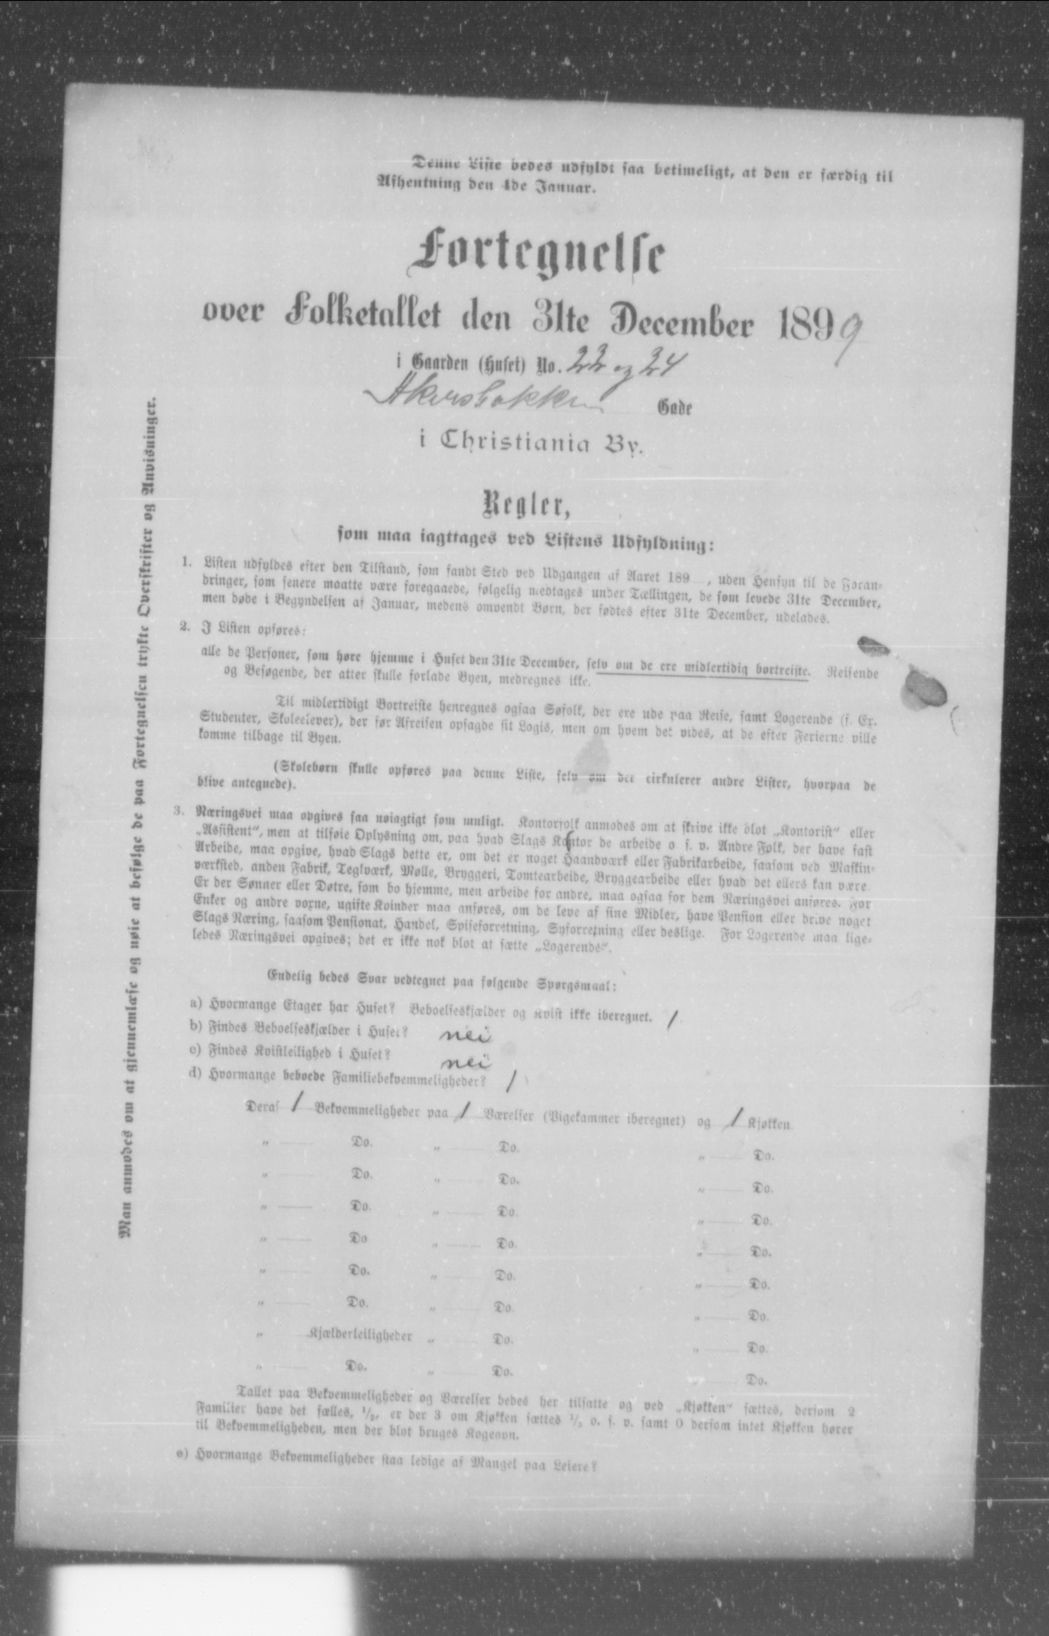 Denne Liste bedes udfyldt saa betimeligt, at den er færdig til
Afhentning den 4de Januar.
Fortegnelse
over Folketallet den 31te December 1899
i Gaarden (Huset) No. 22 og 24
Akersbakken Gade
i Christiania By.
Regler,
som maa iagttages ved Listens Udfyldning:
1. Listen udfyldes efter den Tilstand, som fandt Sted ved Udgangen af Aaret 189 , uden Hensyn til de Foran-
dringer, som senere maatte være foregaaede, følgelig medtages under Tællingen, de som levede 31te December,
men døde i Begyndelsen af Januar, medens omvendt Børn, der fødtes efter 31te December, udelades.
2. I Listen opføres:
alle de Personer, som høre hjemme i Huset den 31te December, selv om de ere midlertidig bortreiste. Reisende
og Besøgende, der atter skulle forlade Byen, medregnes ikke.
Til midlertidigt Bortreiste henregnes ogsaa Søfolk, der ere ude paa Reise, samt Logerende (f. Ex.
Studenter, Skoleelever), der før Afreisen opsagde sit Logis, men om hvem det vides, at de efter Ferierne ville
komme tilbage til Byen.
(Skolebørn skulle opføres paa denne Liste, selv om der cirkulerer andre Lister, hvorpaa de
blive antegnede).
3. Næringsvei maa opgives saa nøiagtigt som muligt. Kontorfolk anmodes om at skrive ikke blot „Kontorist" eller
„Assistent", men at tilføie Oplysning om, paa hvad Slags Kontor de arbeide o. s. v. Andre Folk, der have fast
Arbeide, maa opgive, hvad Slags dette er, om det er noget Haandværk eller Fabrikarbeide, saasom ved Maskin-
værksted, anden Fabrik, Teglværk, Mølle, Bryggeri, Tomtearbeide, Bryggearbeide eller hvad det ellers kan være.
Er der Sønner eller Døtre, som bo hjemme, men arbeide for andre, maa ogsaa for dem Næringsvei anføres. For
Enker og andre voxne, ugifte Kvinder maa anføres, om de leve af sine Midler, have Pension eller drive noget
Slags Næring, saasom Pensionat, Handel, Spiseforretning, Syforretning eller deslige. For Logerende maa lige-
ledes Næringsvei opgives; det er ikke nok blot at sætte „Logerende".
Endelig bedes Svar vedtegnet paa følgende Spørgsmaal:
a) Hvormange Etager har Huset? Beboelseskjælder og Kvist ikke iberegnet. 1
b) Findes Beboelseskjælder i Huset? nei
c) Findes Kvistleilighed i Huset? nei
d) Hvormange beboede Familiebekvemmeligheder? 1
Deraf 1 Bekvemmeligheder paa 1 Værelser (Pigekammer iberegnet) og 1 Kjøkken
„ Do. „ Do. „ Do.
„ Do. „ Do. „ Do.
„ Do. „ Do. „ Do.
„ Do „ Do. „ Do.
„ Do. „ Do. „ Do.
„ Do. „ Do. „ Do.
„ Kjælderleiligheder „ Do. „ Do.
„ Do. „ Do. „ Do.
Tallet paa Bekvemmeligheder og Værelser bedes her tilsatte og ved „Kjøkken" sættes, dersom 2
Familier have det fælles, 1/2, er der 3 om Kjøkken sættes 1/3 o. s. v. samt 0 dersom intet Kjøkken hører
til Bekvemmeligheden, men der blot bruges Kogeovn.
e) Hvormange Bekvemmeligheder staa ledige af Mangel paa Leiere?
Man anmodes om at gjennemlæse og nøie at befølge de paa Fortegnelsen trykte Overskrifter og Anvisninger.